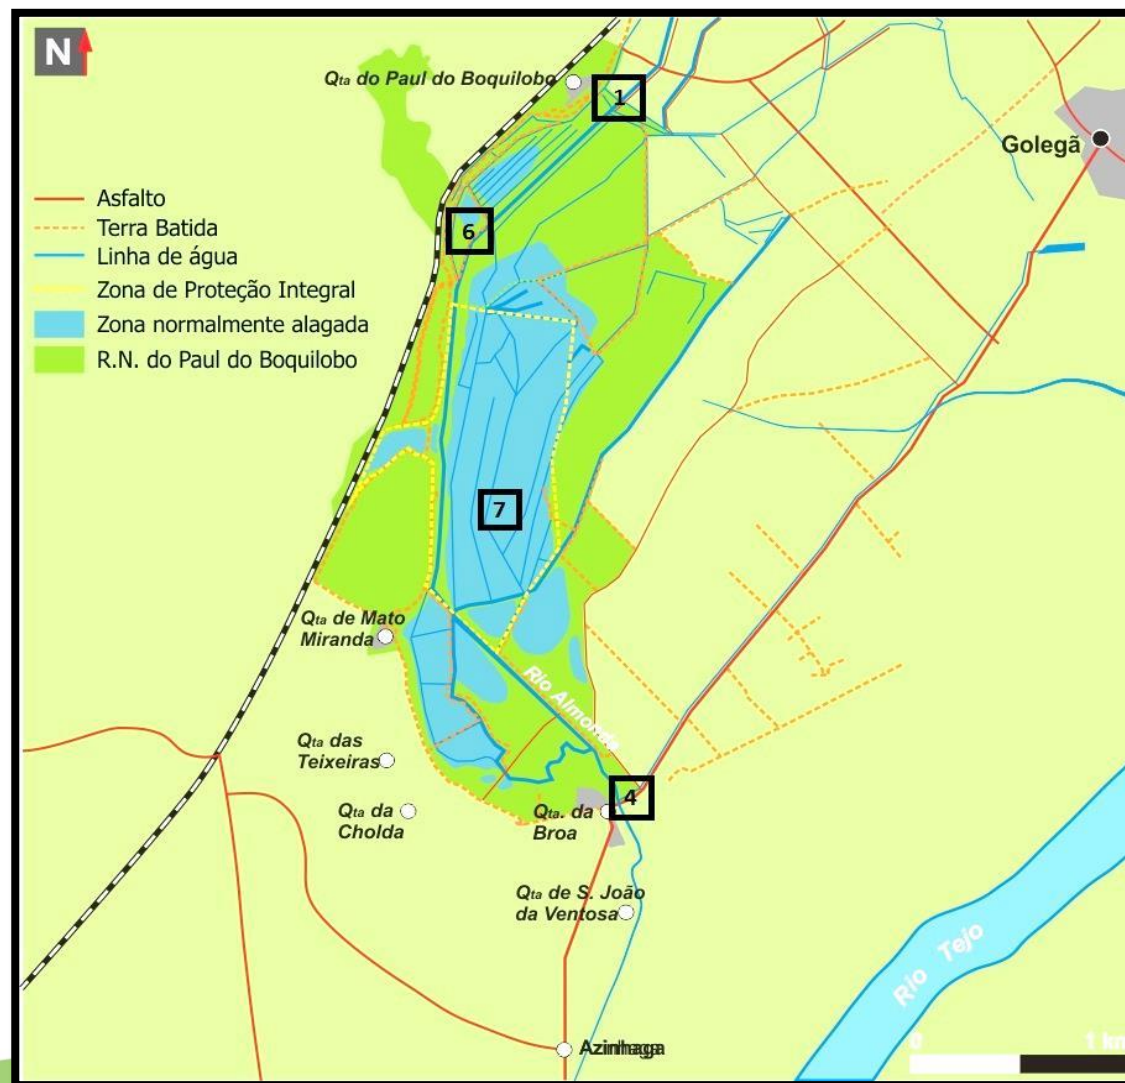 N
Qta do Paul do Boquilobo
1
Golegã
Asfalto
Terra Batida
Linha de água
Zona de Proteção Integral
Zona normalmente alagada
R.N. do Paul do Boquilobo
6
7
Qta de Mato
Miranda
Rio Almonda
Qta das
Teixeiras
Qta da
Cholda
Qta. da
Broa
4
Qta de S. João
da Ventosa
Rio Tejo
Azinhaga
0
1 km